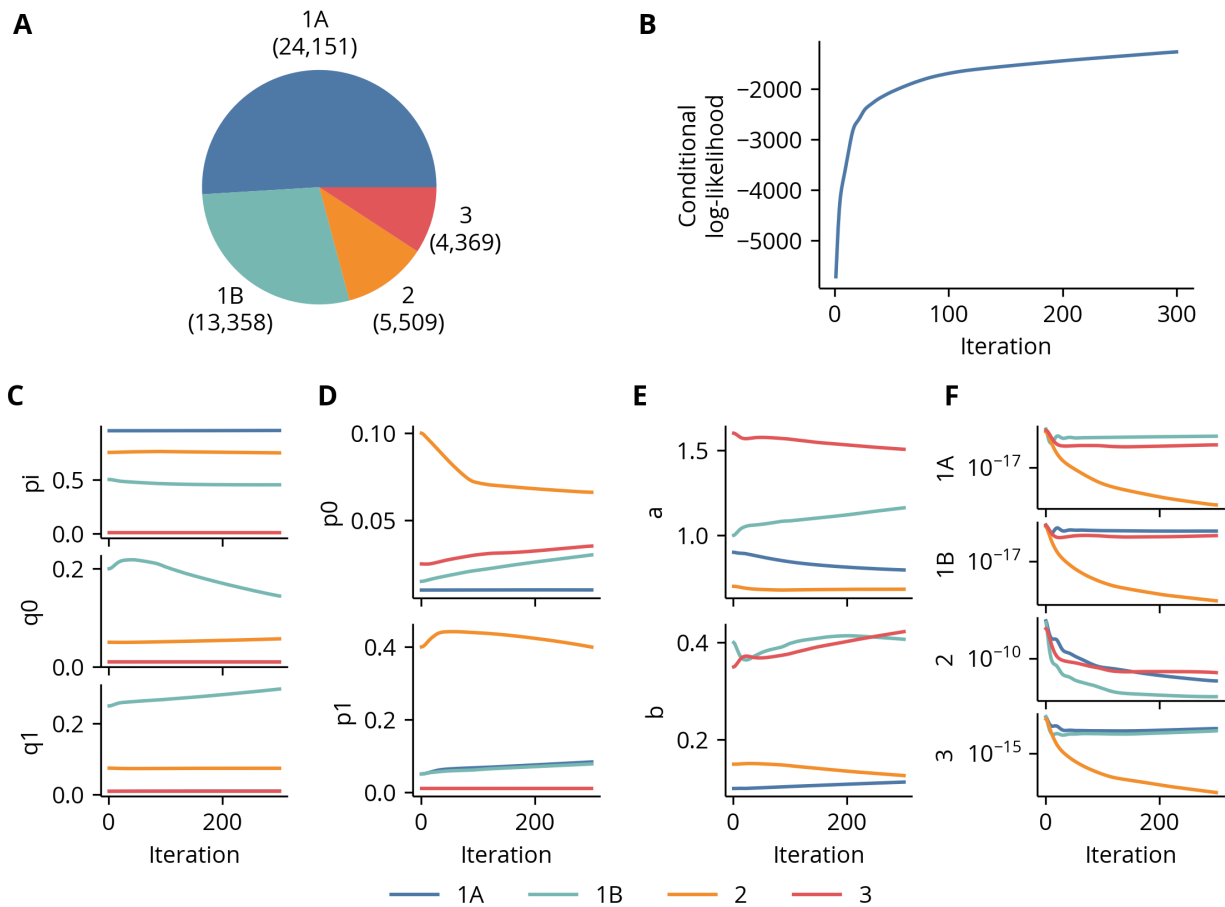 A
1A
(24,151)
3
(4,369)
1B
(13,358)
2
(5,509)
B
Conditional
log-likelihood
−2000
−3000
−4000
−5000
0 100 200 300
Iteration
C
pi
0.5
0.0
q0
0.2
0.0
q1
0.2
0.0
0 200
Iteration
D
p0
0.10
0.05
p1
0.4
0.2
0.0
0 200
Iteration
E
a
1.5
1.0
b
0.4
0.2
0 200
Iteration
F
1A
10⁻¹⁷
1B
10⁻¹⁷
2
10⁻¹⁰
3
10⁻¹⁵
0 200
Iteration
1A 1B 2 3